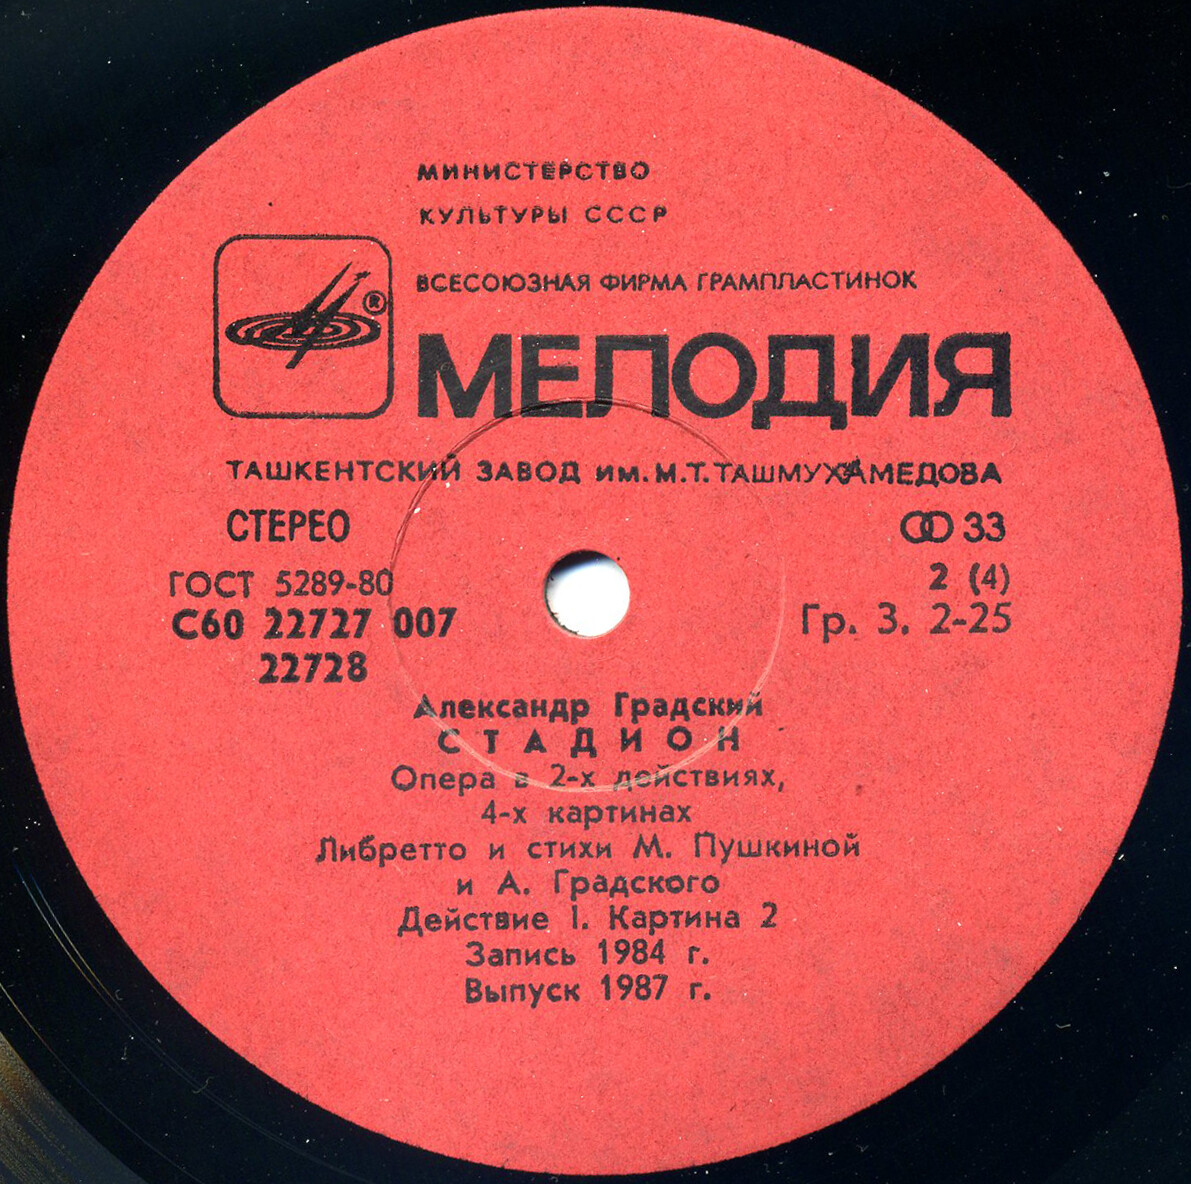 МИНИСТЕРСТВО
КУЛЬТУРЫ СССР
ВСЕСОЮЗНАЯ ФИРМА ГРАМПЛАСТИНОК
®
МЕЛОДИЯ
ТАШКЕНТСКИЙ ЗАВОД ИМ. М.Т. ТАШМУХАМЕДОВА
СТЕРЕО 33
ГОСТ 5289-80 2 (4)
С60 22727 007 Гр. 3. 2-25
22728
Александр Градский
СТАДИОН
Опера в 2-х действиях,
4-х картинах
Либретто и стихи М. Пушкиной
и А. Градского
Действие 1. Картина 2
Запись 1984 г.
Выпуск 1987 г.